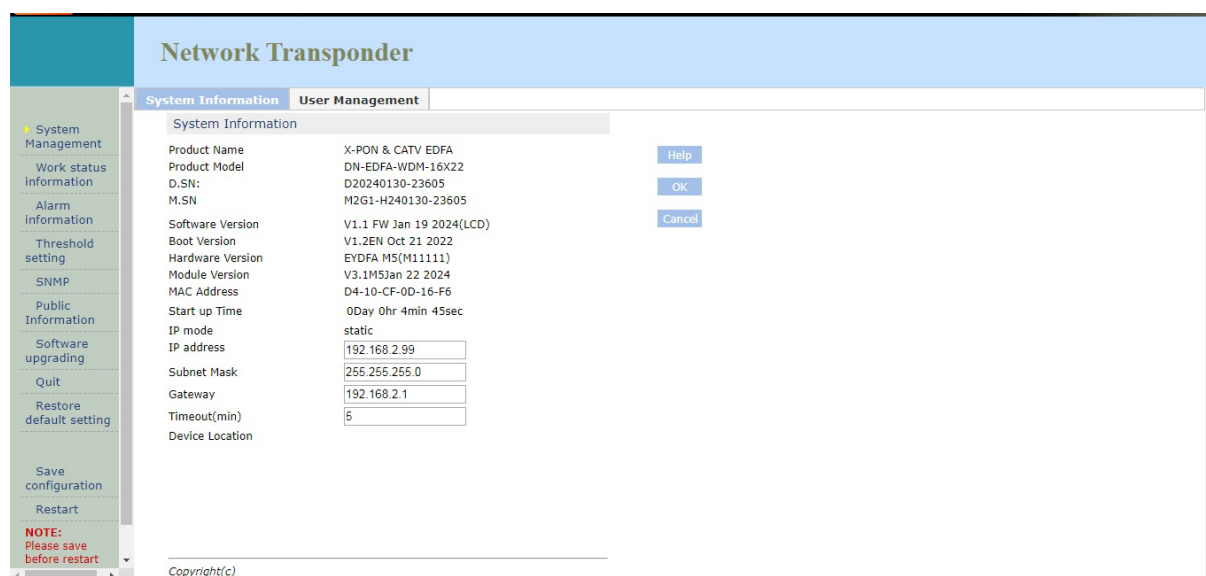 Network Transponder
System Information
User Management
System
Management
Work status
information
Alarm
information
Threshold
setting
SNMP
Public
Information
Software
upgrading
Quit
Restore
default setting
Save
configuration
Restart
NOTE:
Please save
before restart
System Information
Product Name X-PON & CATV EDFA
Product Model DN-EDFA-WDM-16X22
D.SN: D20240130-23605
M.SN M2G1-H240130-23605
Software Version V1.1 FW Jan 19 2024(LCD)
Boot Version V1.2EN Oct 21 2022
Hardware Version EYDFA M5(M11111)
Module Version V3.1M5Jan 22 2024
MAC Address D4-10-CF-0D-16-F6
Start up Time 0Day 0hr 4min 45sec
IP mode static
IP address 192.168.2.99
Subnet Mask 255.255.255.0
Gateway 192.168.2.1
Timeout(min) 5
Device Location
Help
OK
Cancel
Copyright(c)